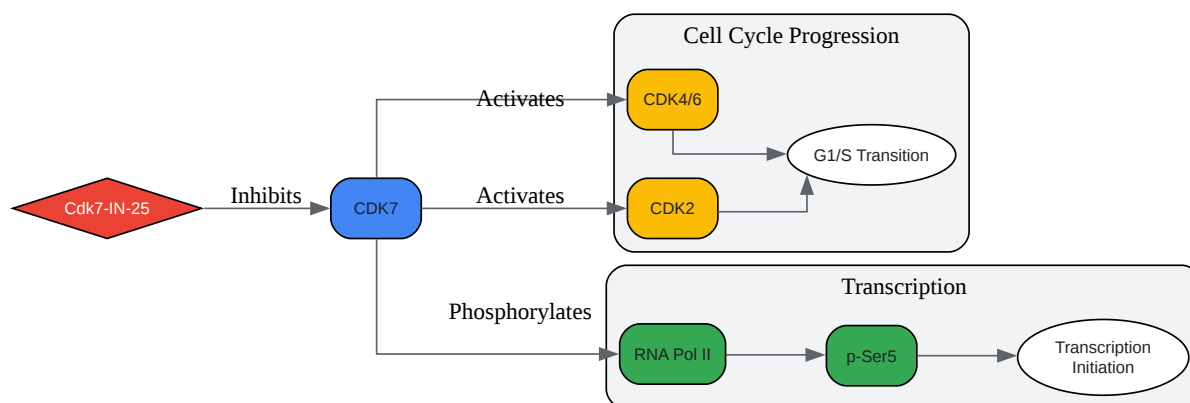 Cell Cycle Progression
Activates
CDK4/6
G1/S Transition
Cdk7-IN-25
Inhibits
CDK7
Activates
CDK2
Transcription
Phosphorylates
RNA Pol II
p-Ser5
Transcription
Initiation